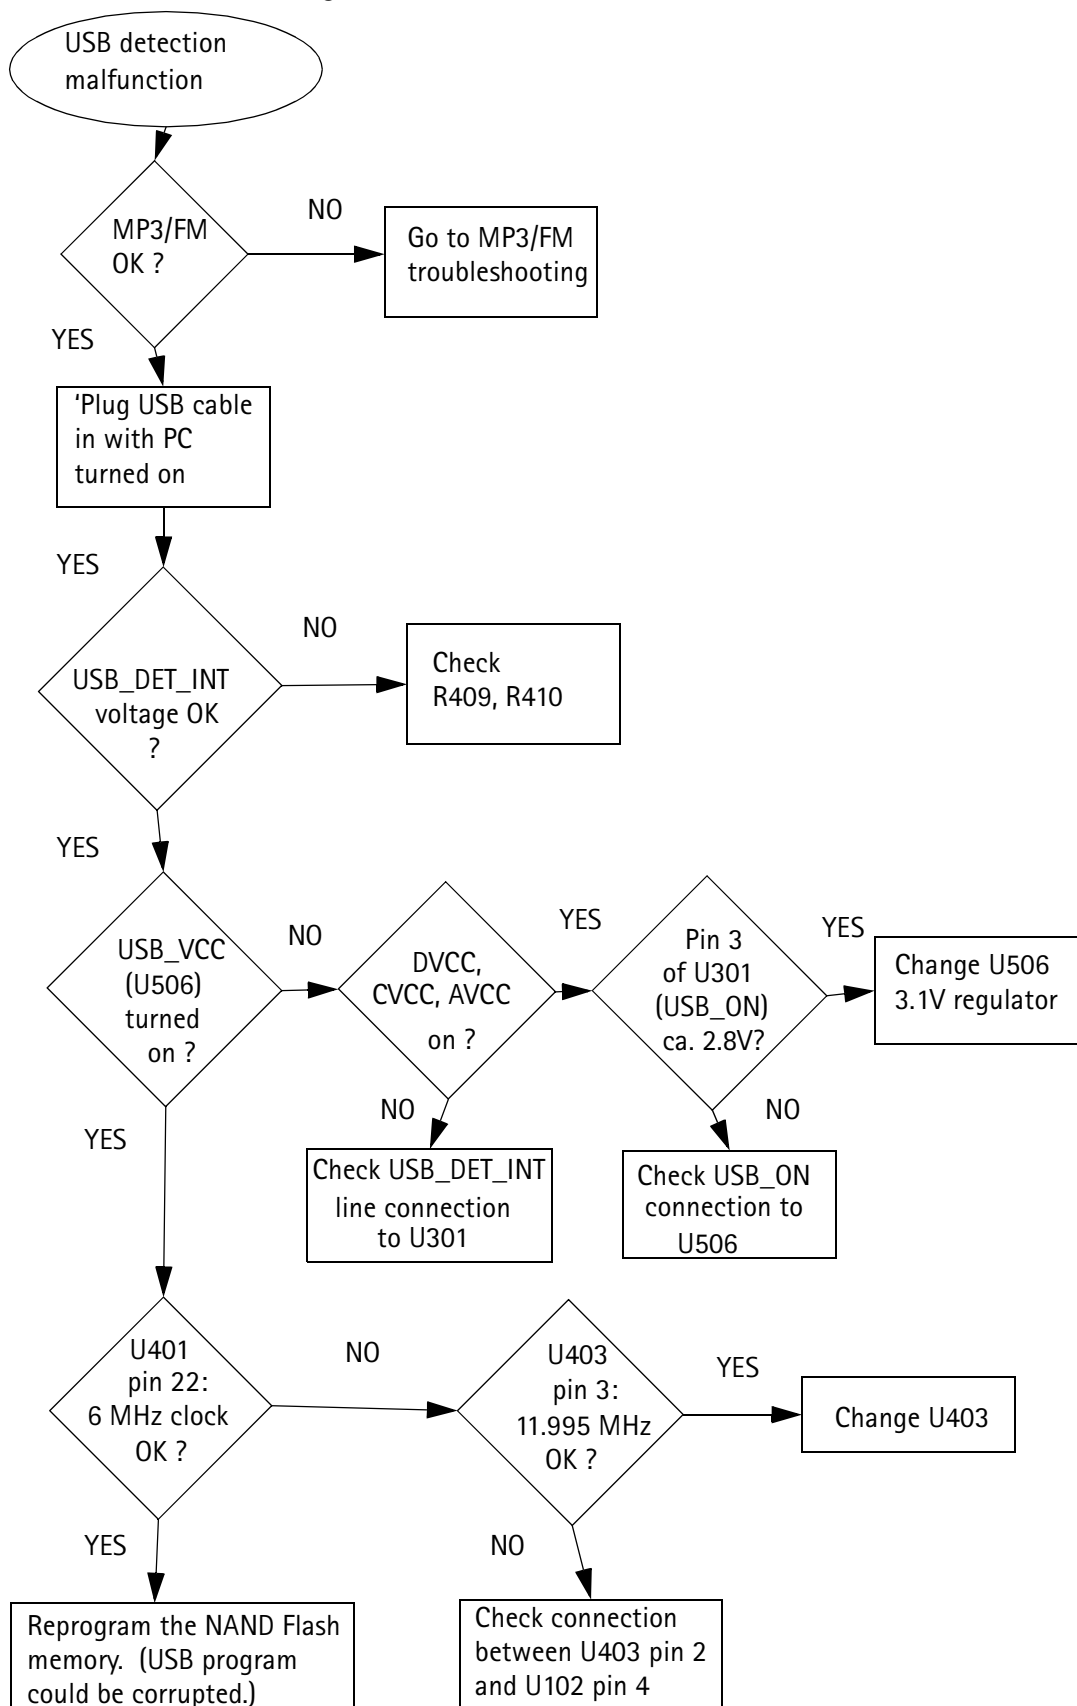 USB detection
malfunction
MP3/FM
OK ?
NO
Go to MP3/FM
troubleshooting
YES
'Plug USB cable
in with PC
turned on
YES
USB_DET_INT
voltage OK
?
NO
Check
R409, R410
YES
USB_VCC
(U506)
turned
on ?
NO
DVCC,
CVCC, AVCC
on ?
YES
Pin 3
of U301
(USB_ON)
ca. 2.8V?
YES
Change U506
3.1V regulator
NO
Check USB_DET_INT
line connection
to U301
NO
Check USB_ON
connection to
U506
YES
U401
pin 22:
6 MHz clock
OK ?
NO
U403
pin 3:
11.995 MHz
OK ?
YES
Change U403
YES
Reprogram the NAND Flash
memory.  (USB program
could be corrupted.)
NO
Check connection
between U403 pin 2
and U102 pin 4